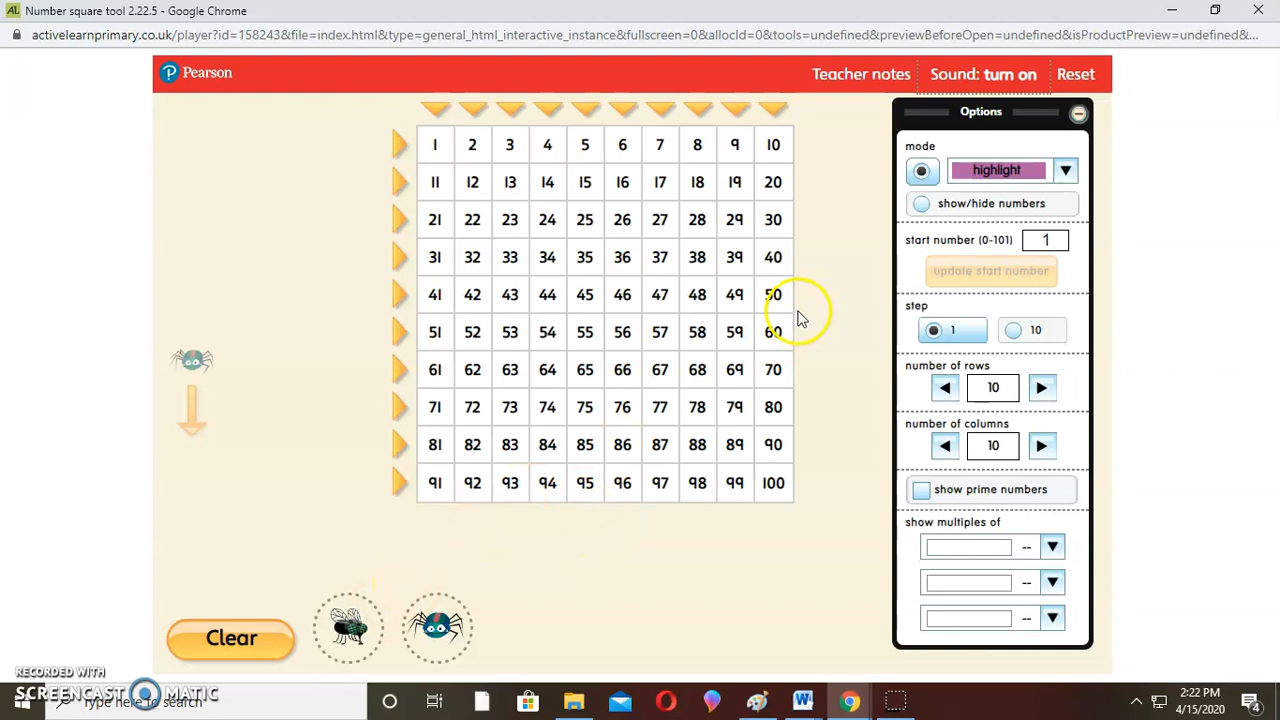 Number square tool 2.22.5 - Google Chrome
activelearnprimary.co.uk/player?id=158243&file=index.html&type=general_html_interactive_instance&fullscreen=0&allocId=0&tools=undefined&previewBeforeOpen=undefined&isProductPreview=undefined&...
Pearson
Teacher notes Sound: turn on Reset
Options
mode
highlight
show/hide numbers
start number (0-101) 1
update start number
step
1 10
number of rows
10
number of columns
10
show prime numbers
show multiples of
--
--
--
1 2 3 4 5 6 7 8 9 10
11 12 13 14 15 16 17 18 19 20
21 22 23 24 25 26 27 28 29 30
31 32 33 34 35 36 37 38 39 40
41 42 43 44 45 46 47 48 49 50
51 52 53 54 55 56 57 58 59 60
61 62 63 64 65 66 67 68 69 70
71 72 73 74 75 76 77 78 79 80
81 82 83 84 85 86 87 88 89 90
91 92 93 94 95 96 97 98 99 100
Clear
RECORDED WITH
SCREENCAST MATIC
Type here to search
2:22 PM
4/15/2020
4